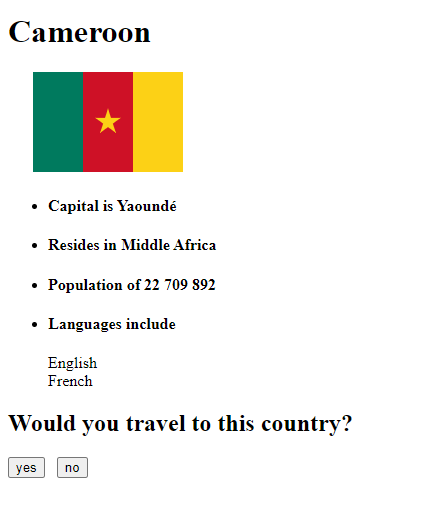 Cameroon
Capital is Yaoundé
Resides in Middle Africa
Population of 22 709 892
Languages include
English
French
Would you travel to this country?
yes no